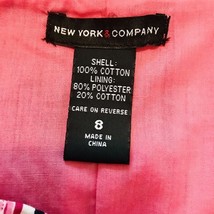 NEW YORK&COMPANY
SHELL:
100% COTTON
LINING:
80% POLYESTER
20% COTTON
CARE ON REVERSE
8
MADE IN
CHINA